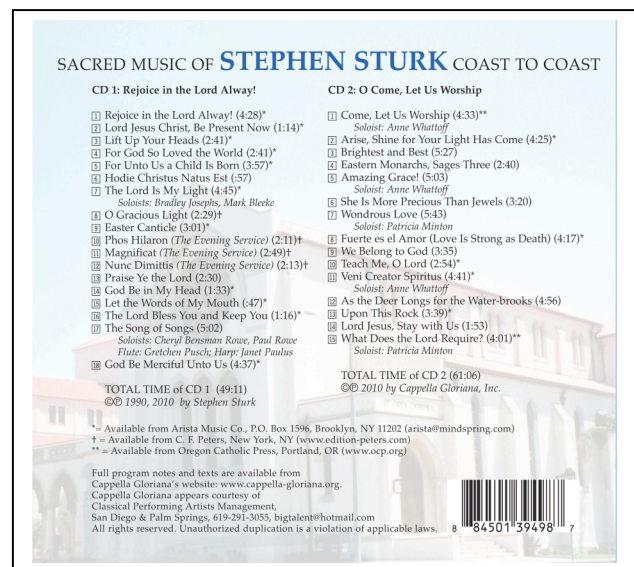 SACRED MUSIC OF STEPHEN STURK COAST TO COAST
CD 1: Rejoice in the Lord Alway!
1 Rejoice in the Lord Alway! (4:28)*
2 Lord Jesus Christ, Be Present Now (1:14)*
3 Lift Up Your Heads (2:41)*
4 For God So Loved the World (2:41)*
5 For Unto Us a Child Is Born (3:57)*
6 Hodie Christus Natus Est (:57)
7 The Lord Is My Light (4:45)*
Soloists: Bradley Josephs, Mark Bleeke
8 O Gracious Light (2:29)†
9 Easter Canticle (3:01)*
10 Phos Hilaron (The Evening Service) (2:11)†
11 Magnificat (The Evening Service) (2:49)†
12 Nunc Dimittis (The Evening Service) (2:13)†
13 Praise Ye the Lord (2:30)
14 God Be in My Head (1:33)*
15 Let the Words of My Mouth (:47)*
16 The Lord Bless You and Keep You (1:16)*
17 The Song of Songs (5:02)
Soloists: Cheryl Bensman Rowe, Paul Rowe
Flute: Gretchen Pusch; Harp: Janet Paulus
18 God Be Merciful Unto Us (4:37)*
TOTAL TIME of CD 1 (49:11)
©℗ 1990, 2010 by Stephen Sturk
CD 2: O Come, Let Us Worship
1 Come, Let Us Worship (4:33)**
Soloist: Anne Whattoff
2 Arise, Shine for Your Light Has Come (4:25)*
3 Brightest and Best (5:27)
4 Eastern Monarchs, Sages Three (2:40)
5 Amazing Grace! (5:03)
Soloist: Anne Whattoff
6 She Is More Precious Than Jewels (3:20)
7 Wondrous Love (5:43)
Soloist: Patricia Minton
8 Fuerte es el Amor (Love Is Strong as Death) (4:17)*
9 We Belong to God (3:35)
10 Teach Me, O Lord (2:54)*
11 Veni Creator Spiritus (4:41)*
Soloist: Anne Whattoff
12 As the Deer Longs for the Water-brooks (4:56)
13 Upon This Rock (3:39)*
14 Lord Jesus, Stay with Us (1:53)
15 What Does the Lord Require? (4:01)**
Soloist: Patricia Minton
TOTAL TIME of CD 2 (61:06)
©℗ 2010 by Cappella Gloriana, Inc.
*= Available from Arista Music Co., P.O. Box 1596, Brooklyn, NY 11202 (arista@mindspring.com)
† = Available from C. F. Peters, New York, NY (www.edition-peters.com)
** = Available from Oregon Catholic Press, Portland, OR (www.ocp.org)
Full program notes and texts are available from
Cappella Gloriana's website: www.cappella-gloriana.org.
Cappella Gloriana appears courtesy of
Classical Performing Artists Management,
San Diego & Palm Springs, 619-291-3055, bigtalent@hotmail.com
All rights reserved. Unauthorized duplication is a violation of applicable laws.
8 84501 39498 7